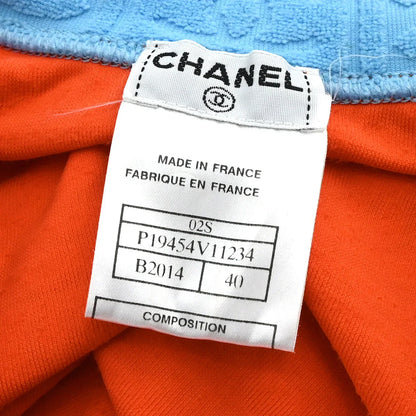 CHANEL
MADE IN FRANCE
FABRIQUE EN FRANCE
02S
P19454V11234
B2014 40
COMPOSITION